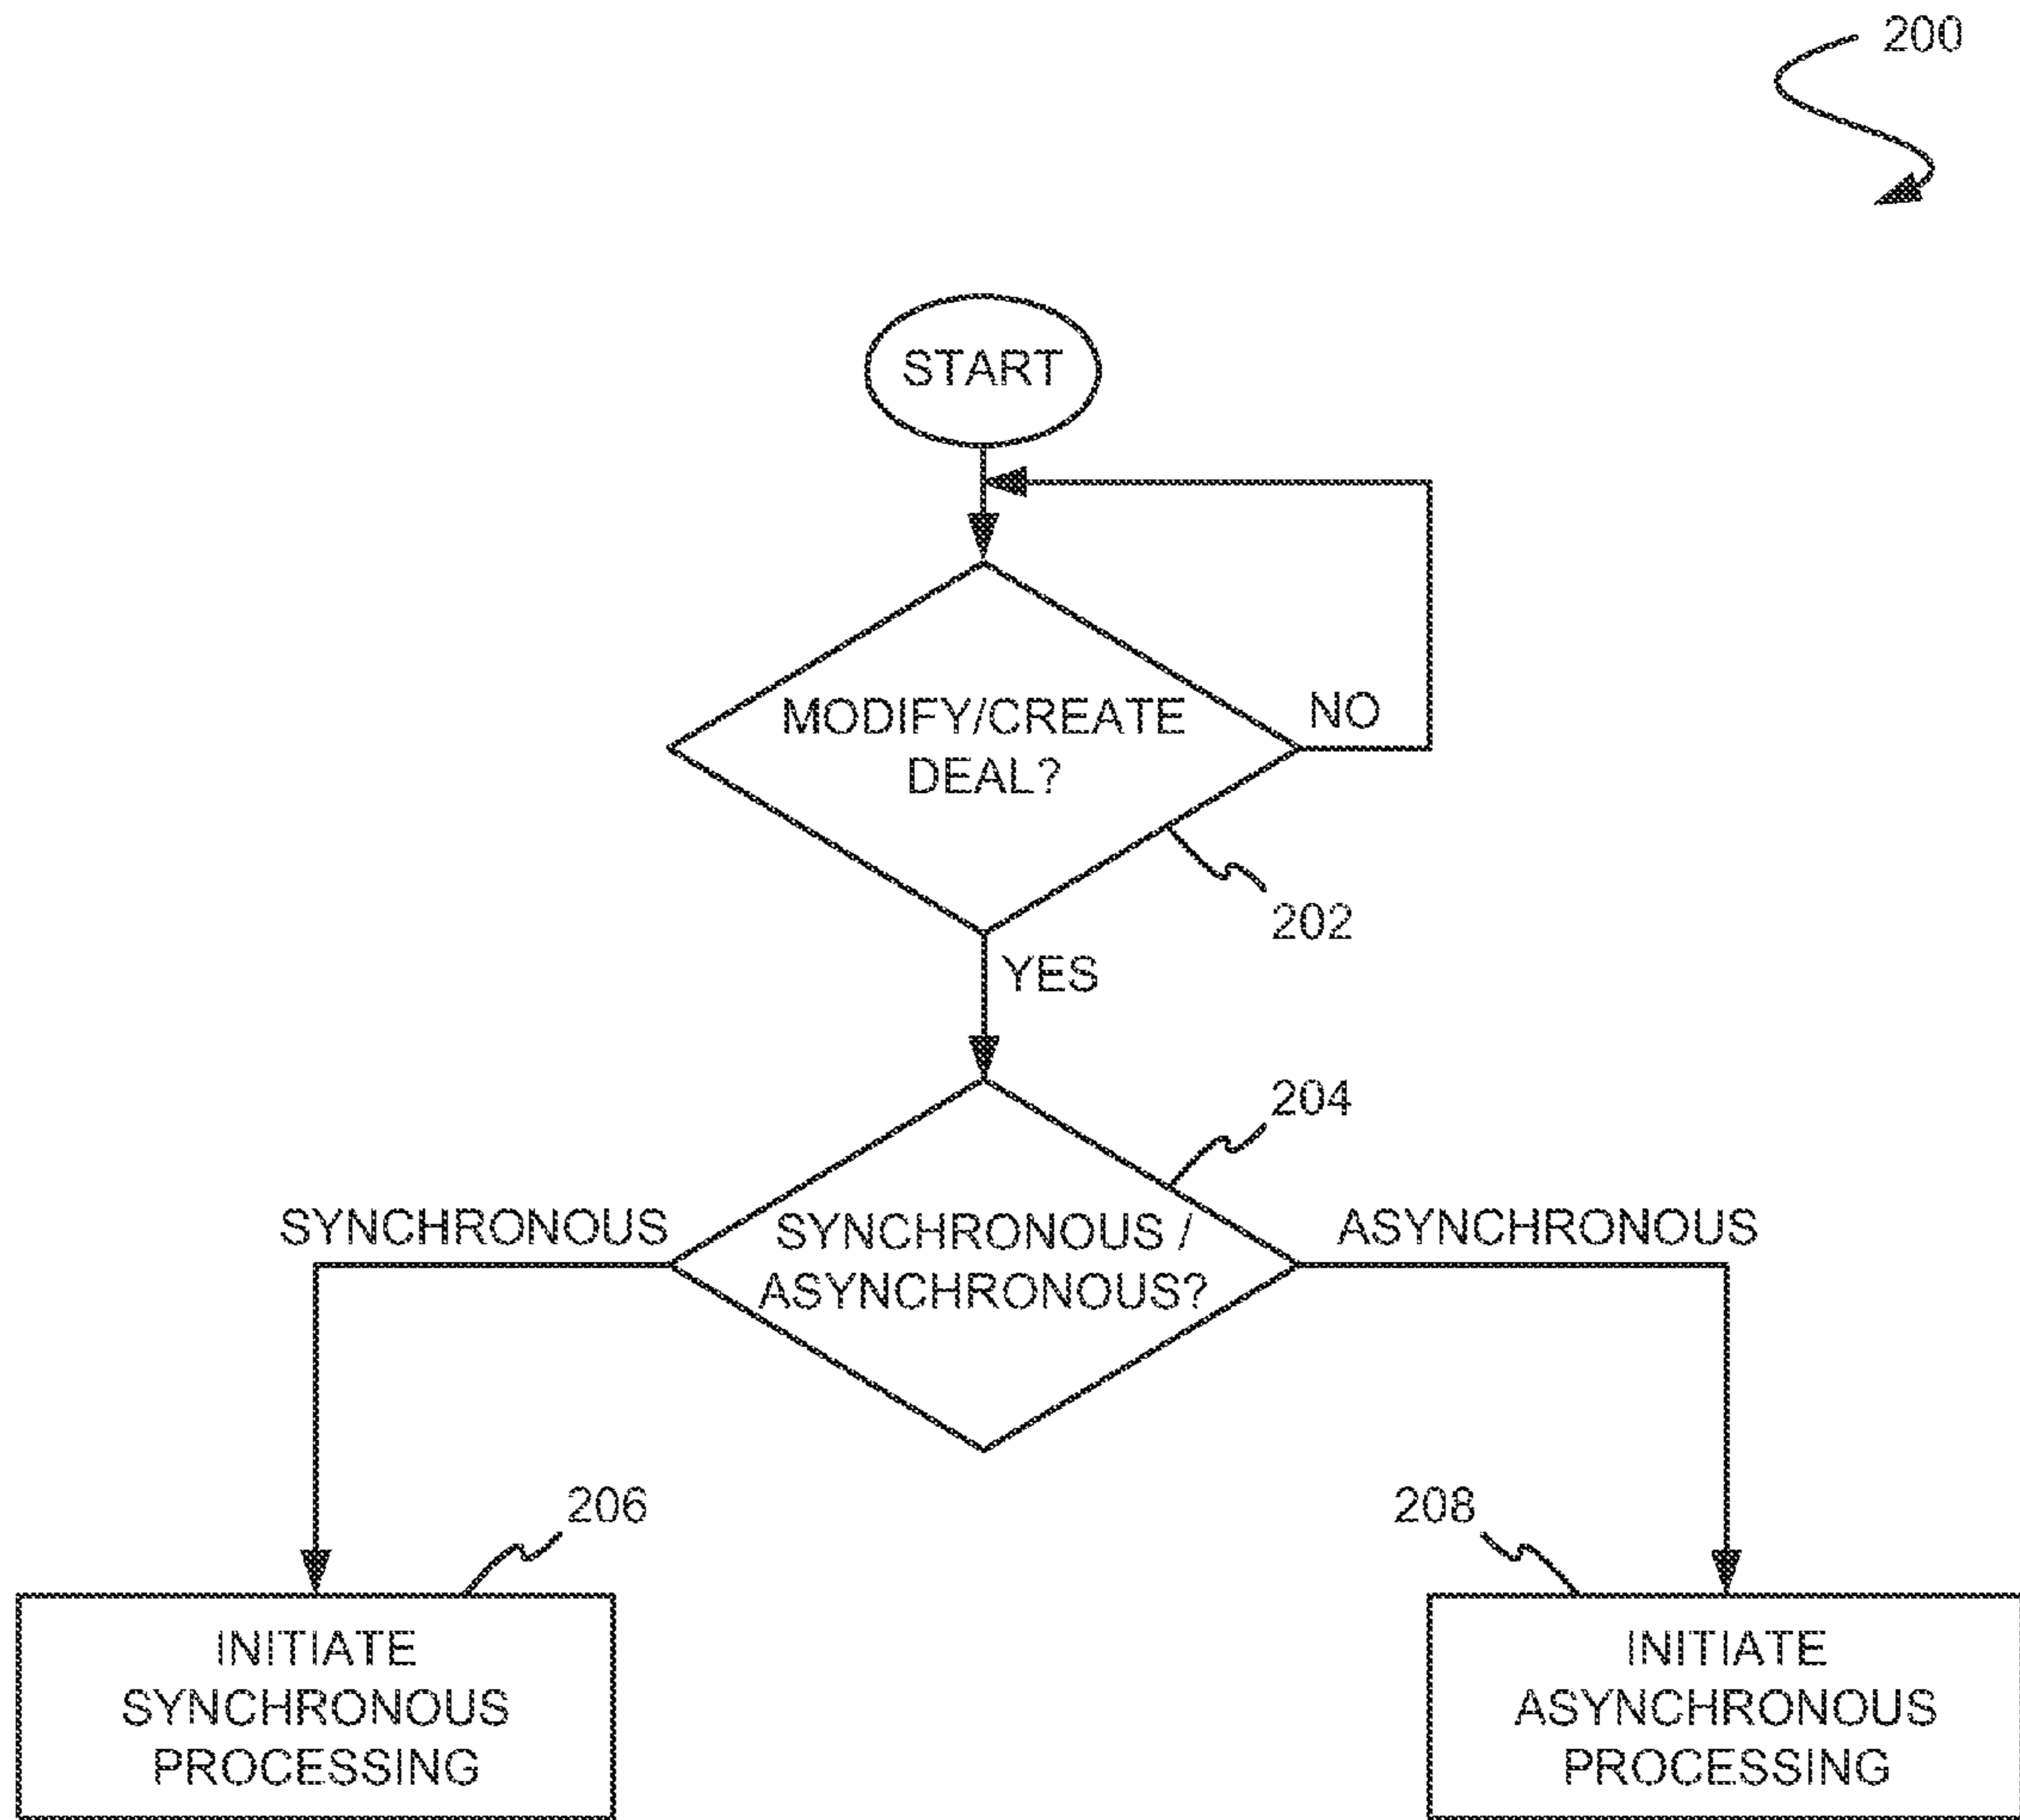 200
START
MODIFY/CREATE
DEAL?
NO
202
YES
204
SYNCHRONOUS
SYNCHRONOUS /
ASYNCHRONOUS?
ASYNCHRONOUS
206
208
INITIATE
SYNCHRONOUS
PROCESSING
INITIATE
ASYNCHRONOUS
PROCESSING